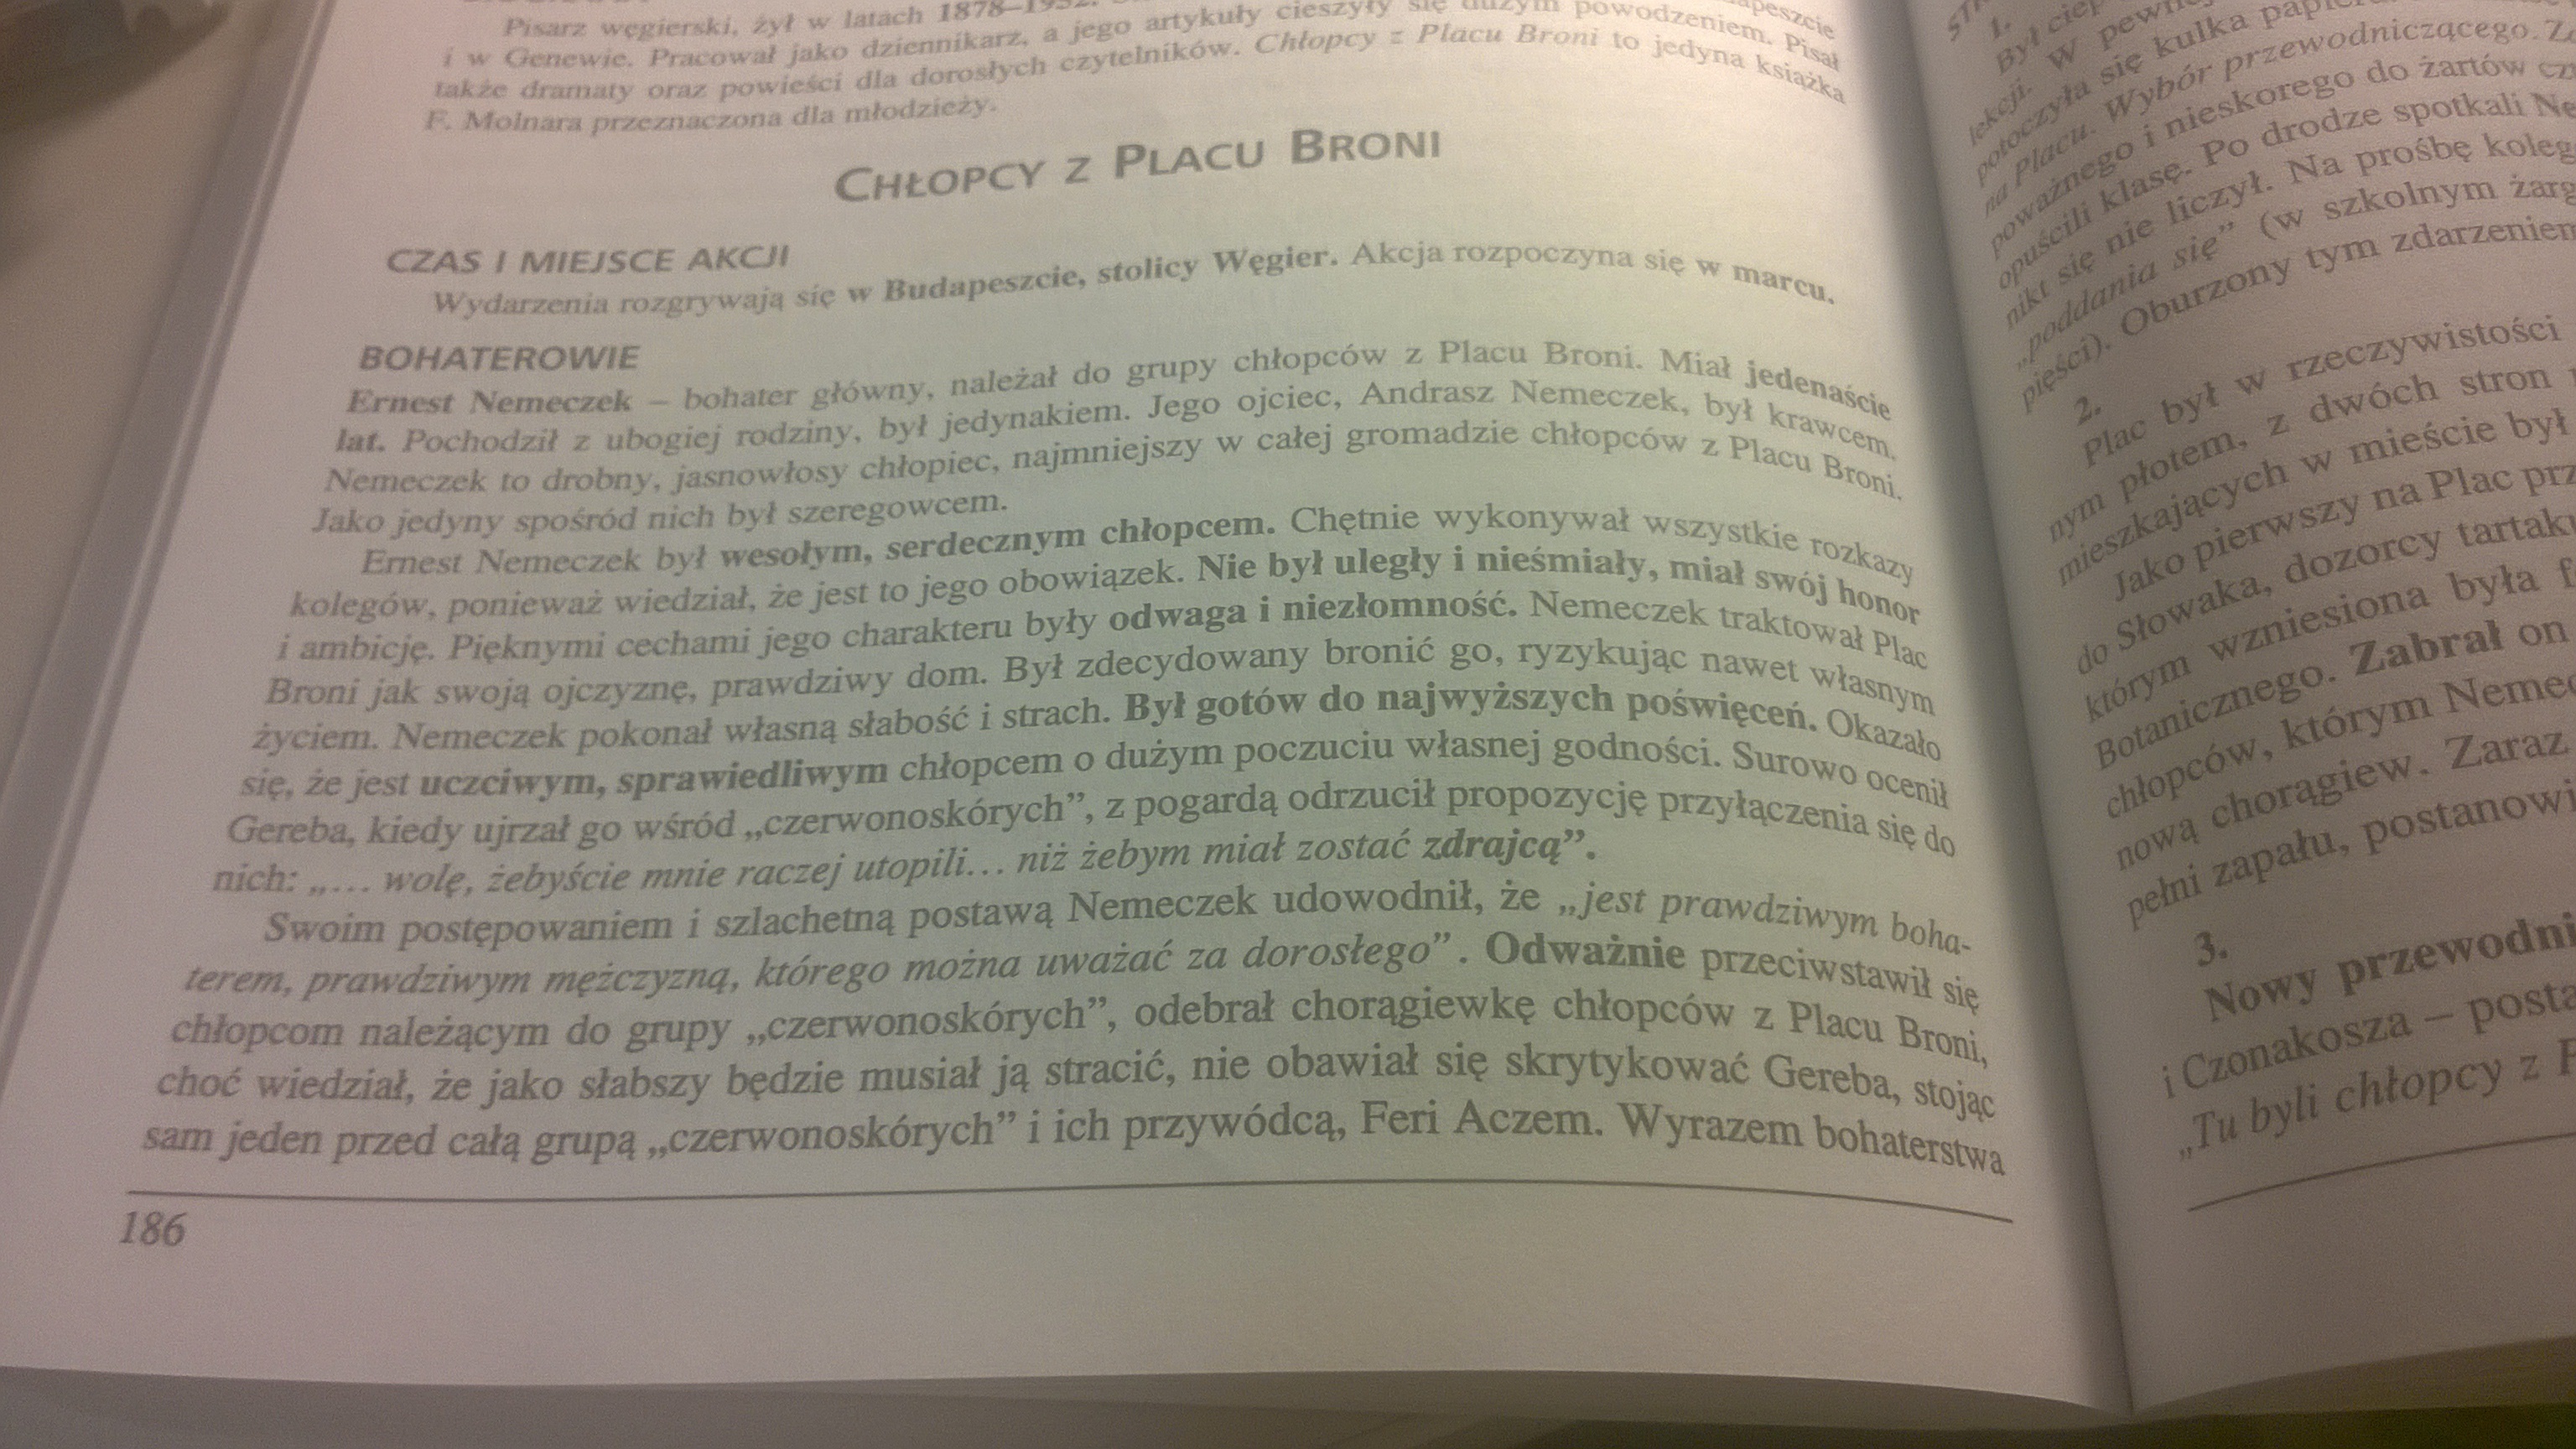 Pisarz węgierski, żył w latach 1878–1952.
i w Genewie. Pracował jako dziennikarz, a jego artykuły cieszyły się dużym powodzeniem. Pisał
także dramaty oraz powieści dla dorosłych czytelników. Chłopcy z Placu Broni to jedyna książka
F. Molnara przeznaczona dla młodzieży.
CHŁOPCY Z PLACU BRONI
CZAS I MIEJSCE AKCJI
Wydarzenia rozgrywają się w Budapeszcie, stolicy Węgier. Akcja rozpoczyna się w marcu.
BOHATEROWIE
Ernest Nemeczek – bohater główny, należał do grupy chłopców z Placu Broni. Miał jedenaście
lat. Pochodził z ubogiej rodziny, był jedynakiem. Jego ojciec, Andrasz Nemeczek, był krawcem.
Nemeczek to drobny, jasnowłosy chłopiec, najmniejszy w całej gromadzie chłopców z Placu Broni.
Jako jedyny spośród nich był szeregowcem.
Ernest Nemeczek był wesołym, serdecznym chłopcem. Chętnie wykonywał wszystkie rozkazy
kolegów, ponieważ wiedział, że jest to jego obowiązek. Nie był uległy i nieśmiały, miał swój honor
i ambicję. Pięknymi cechami jego charakteru były odwaga i niezłomność. Nemeczek traktował Plac
Broni jak swoją ojczyznę, prawdziwy dom. Był zdecydowany bronić go, ryzykując nawet własnym
życiem. Nemeczek pokonał własną słabość i strach. Był gotów do najwyższych poświęceń. Okazało
się, że jest uczciwym, sprawiedliwym chłopcem o dużym poczuciu własnej godności. Surowo ocenił
Gereba, kiedy ujrzał go wśród „czerwonoskórych”, z pogardą odrzucił propozycję przyłączenia się do
nich: „... wolę, żebyście mnie raczej utopili... niż żebym miał zostać zdrajcą”.
Swoim postępowaniem i szlachetną postawą Nemeczek udowodnił, że „jest prawdziwym boha-
terem, prawdziwym mężczyzną, którego można uważać za dorosłego”. Odważnie przeciwstawił się
chłopcom należącym do grupy „czerwonoskórych”, odebrał chorągiewkę chłopców z Placu Broni,
choć wiedział, że jako słabszy będzie musiał ją stracić, nie obawiał się skrytykować Gereba, stojąc
sam jeden przed całą grupą „czerwonoskórych” i ich przywódcą, Feri Aczem. Wyrazem bohaterstwa
186
1.
Był
lekcji. W
potoczyła się kulka
na Placu. Wybór przewodniczącego.
poważnego i nieskorego do żartów
opuścili klasę. Po drodze spotkali
nikt się nie liczył. Na prośbę
„poddania się” (w szkolnym
pięści). Oburzony tym
2.
Plac był w rzeczywistości
nym płotem, z dwóch stron
mieszkających w mieście był
Jako pierwszy na Plac
do Słowaka, dozorcy
którym wzniesiona była
Botanicznego. Zabrał on
chłopców, którym
nową chorągiew. Zaraz
pełni zapału,
3.
Nowy
i Czonakosza –
„Tu byli chłopcy z